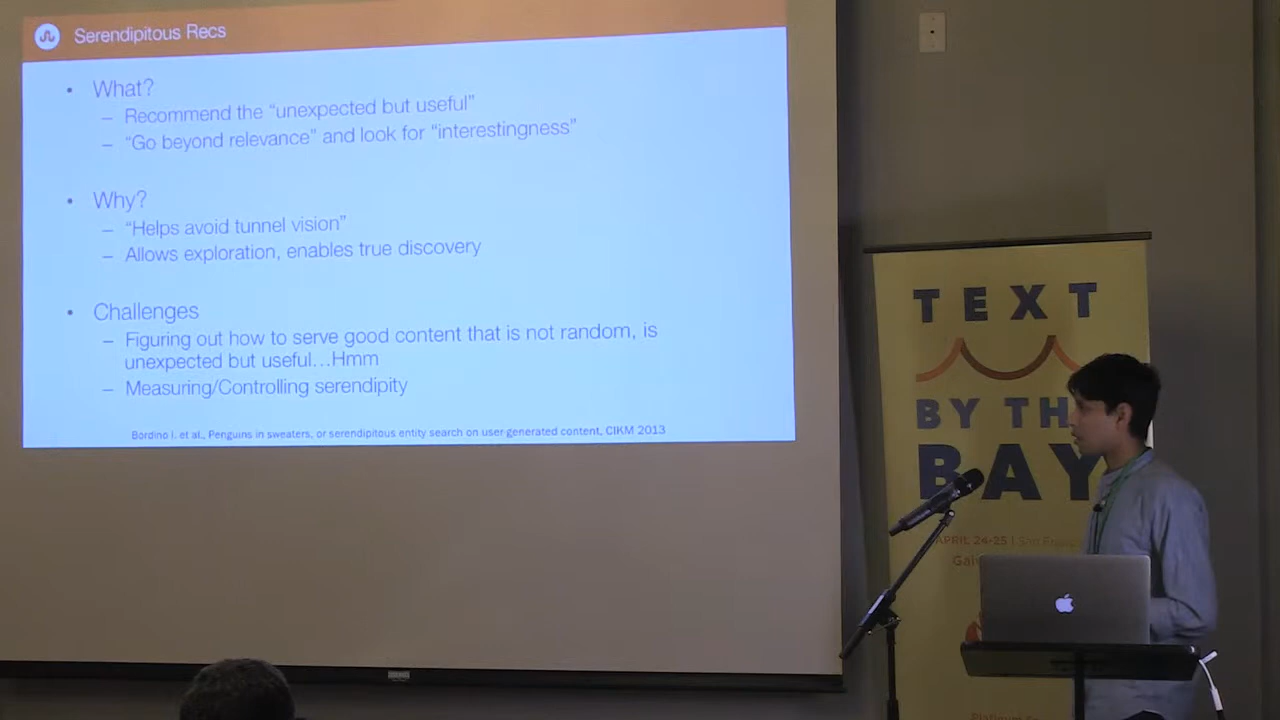 Serendipitous Recs
• What?
– Recommend the “unexpected but useful”
– “Go beyond relevance” and look for “interestingness”
• Why?
– “Helps avoid tunnel vision”
– Allows exploration, enables true discovery
• Challenges
– Figuring out how to serve good content that is not random, is
unexpected but useful…Hmm
– Measuring/Controlling serendipity
Bordino I. et al., Penguins in sweaters, or serendipitous entity search on user-generated content, CIKM 2013
TEXT
BY TH
BAY
APRIL 24-25 | San